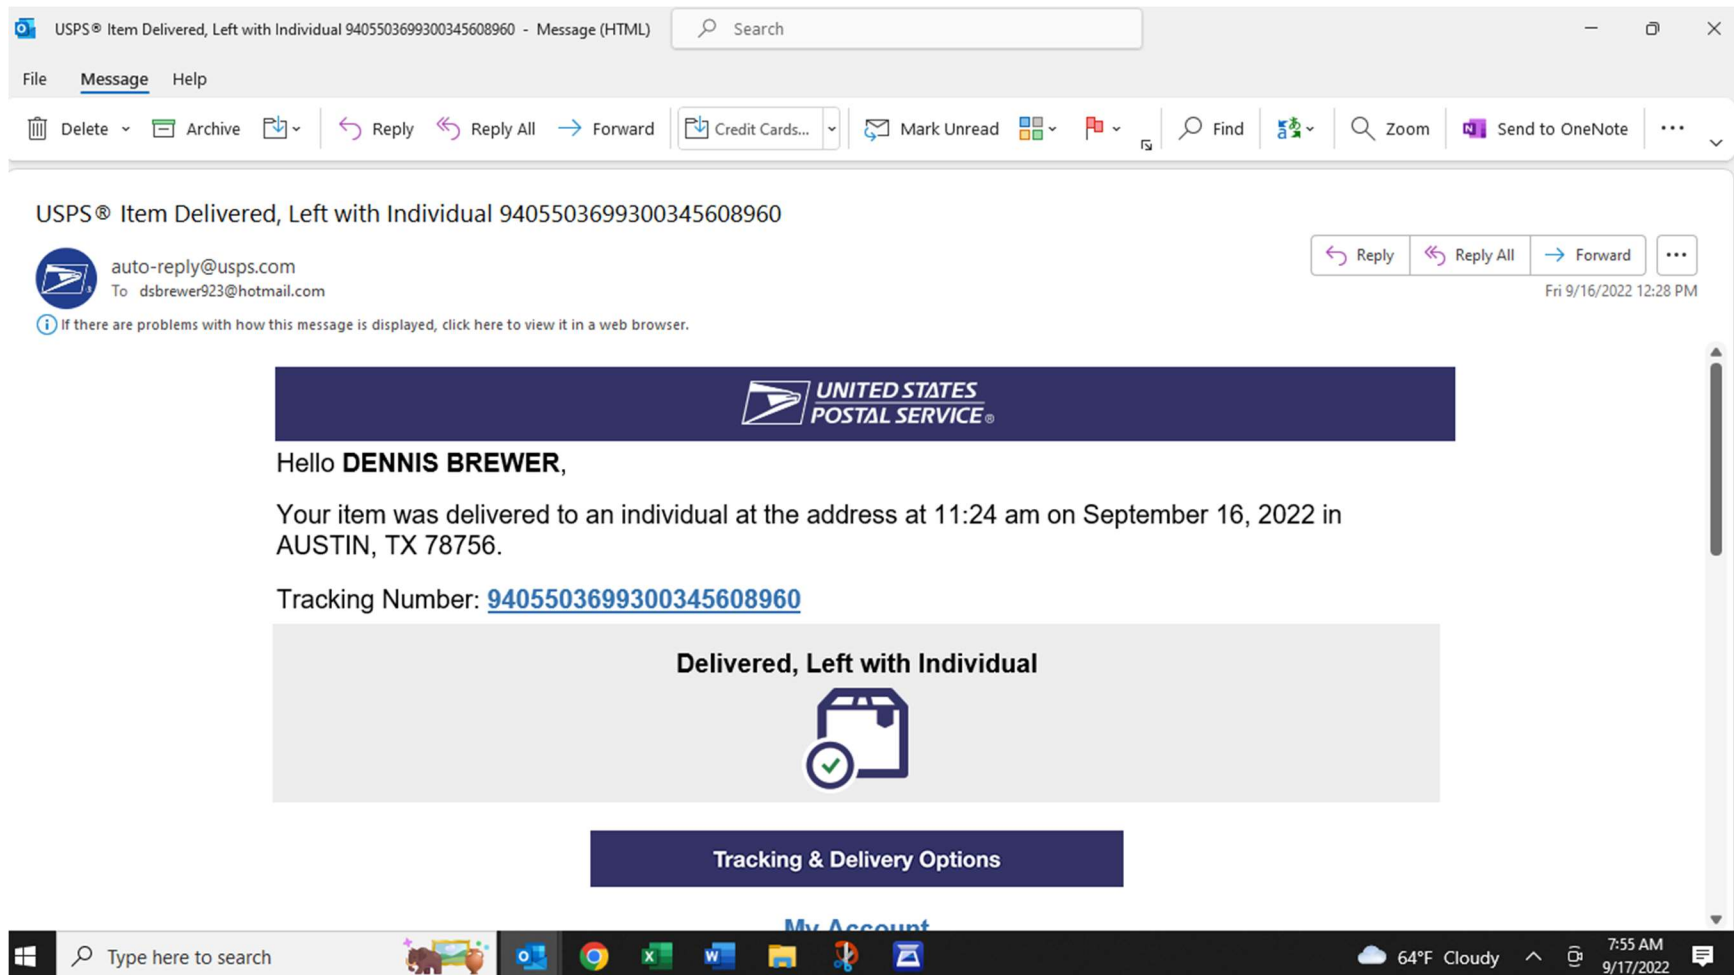 USPS® Item Delivered, Left with Individual 9405503699300345608960 - Message (HTML)
Search
File Message Help
Delete Archive Reply Reply All Forward Credit Cards... Mark Unread Find Zoom Send to OneNote
USPS® Item Delivered, Left with Individual 9405503699300345608960
auto-reply@usps.com
To dsbrewer923@hotmail.com
Reply Reply All Forward
Fri 9/16/2022 12:28 PM
If there are problems with how this message is displayed, click here to view it in a web browser.
UNITED STATES
POSTAL SERVICE®
Hello DENNIS BREWER,
Your item was delivered to an individual at the address at 11:24 am on September 16, 2022 in
AUSTIN, TX 78756.
Tracking Number: 9405503699300345608960
Delivered, Left with Individual
Tracking & Delivery Options
My Account
Type here to search
64°F Cloudy
7:55 AM
9/17/2022